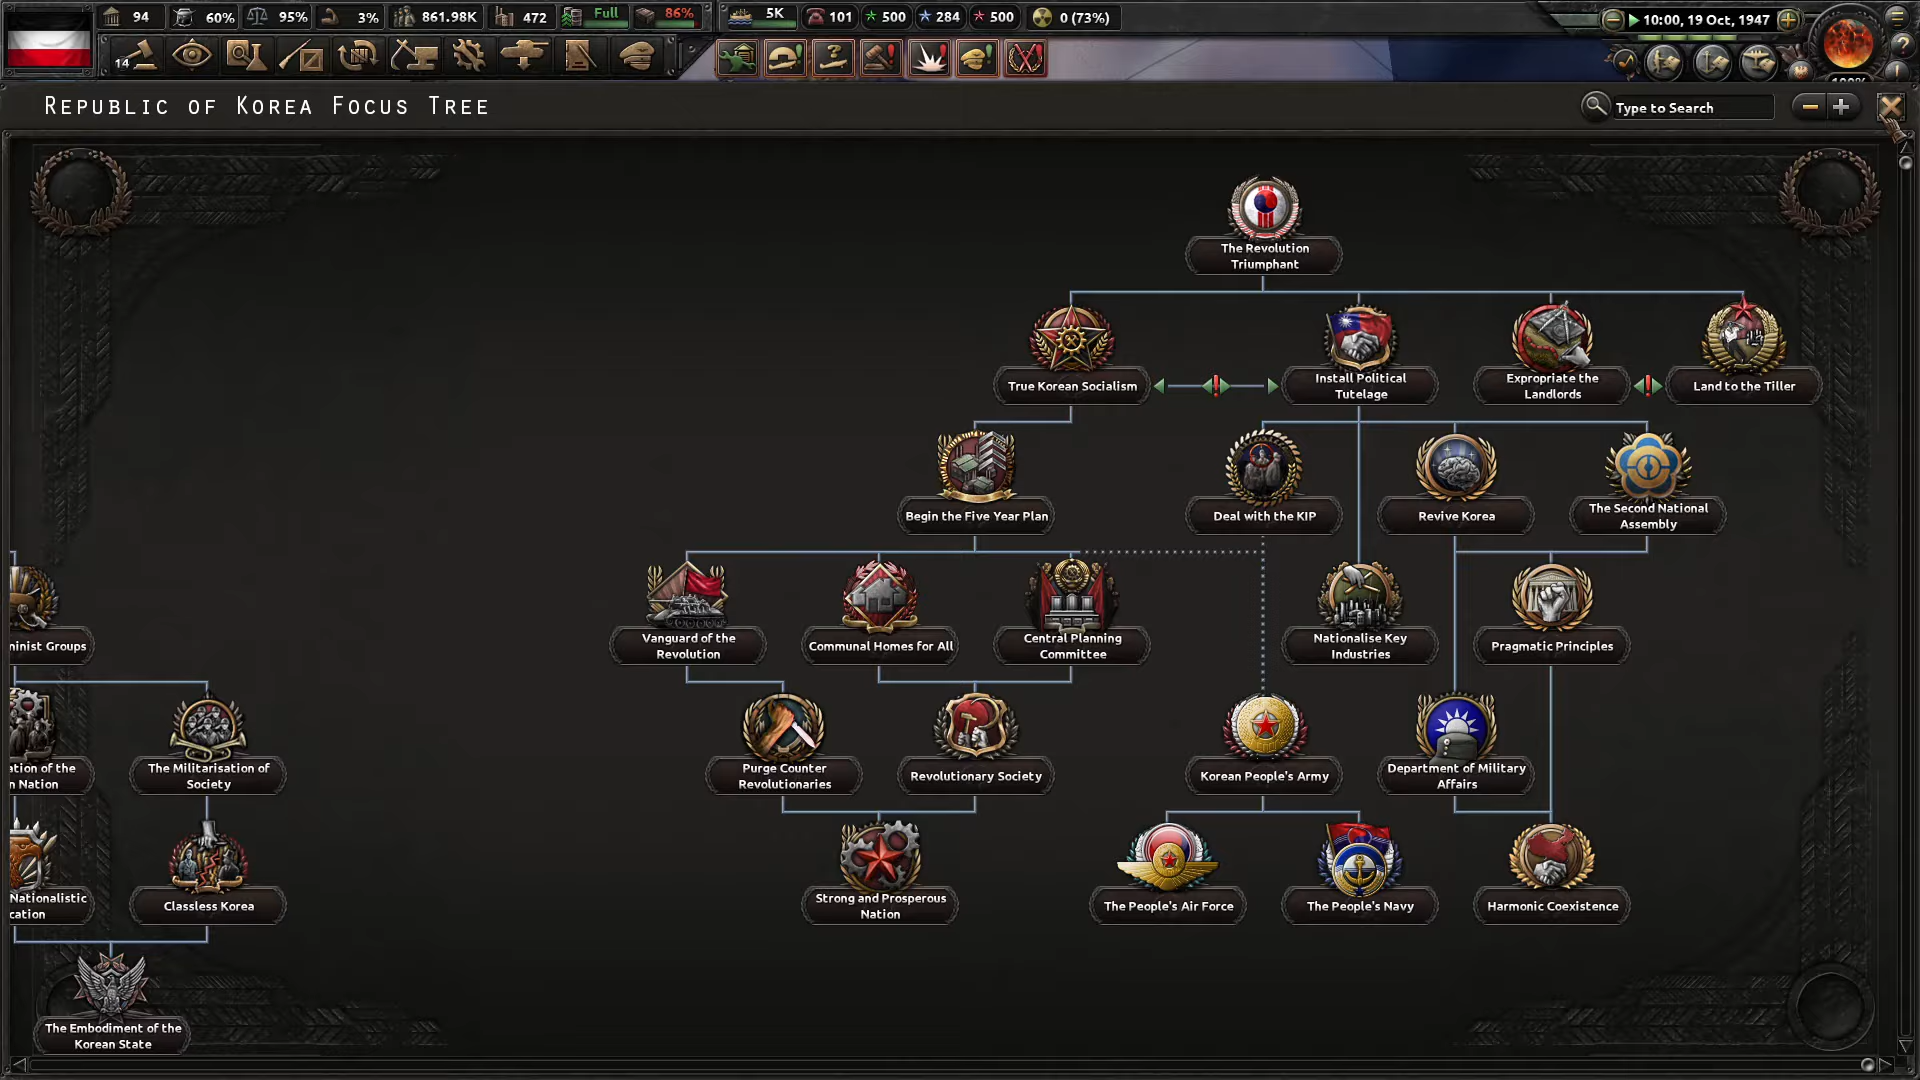 94
60%
95%
3%
861.98K
472
Full
86%
5K
101
500
284
500
0 (73%)
10:00, 19 Oct, 1947
14
Republic of Korea Focus Tree
Type to Search
The Revolution
Triumphant
True Korean Socialism
Install Political
Tutelage
Expropriate the
Landlords
Land to the Tiller
Begin the Five Year Plan
Deal with the KIP
Revive Korea
The Second National
Assembly
ninist Groups
Vanguard of the
Revolution
Communal Homes for All
Central Planning
Committee
Nationalise Key
Industries
Pragmatic Principles
ation of the
n Nation
The Militarisation of
Society
Purge Counter
Revolutionaries
Revolutionary Society
Korean People's Army
Department of Military
Affairs
Nationalistic
cation
Classless Korea
Strong and Prosperous
Nation
The People's Air Force
The People's Navy
Harmonic Coexistence
The Embodiment of the
Korean State